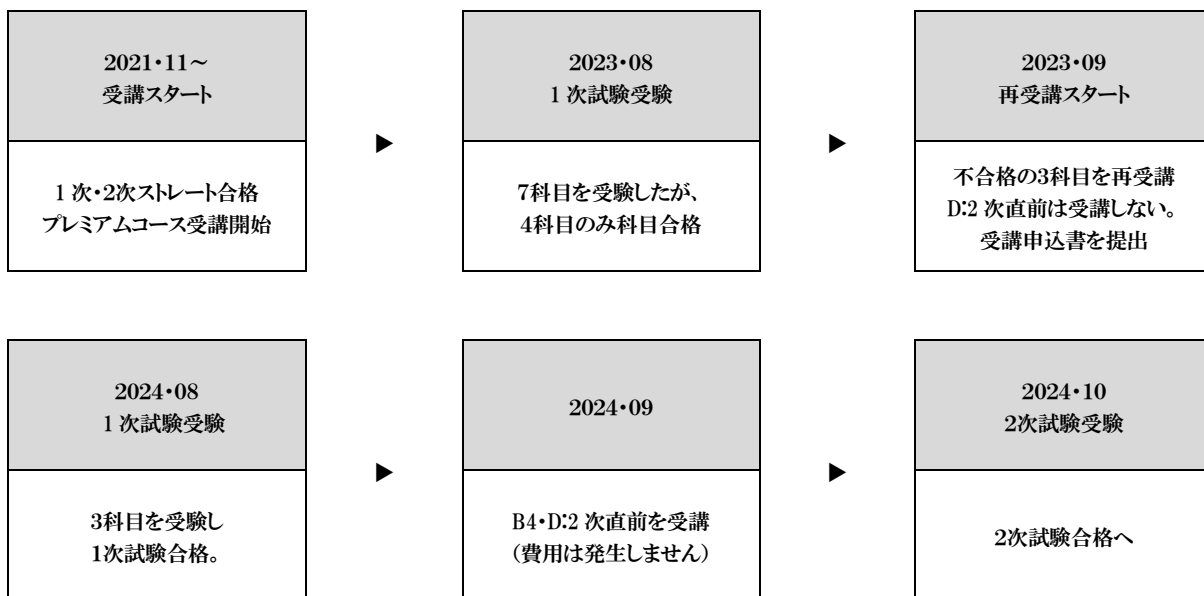 2021・11～
受講スタート
1 次・2次ストレート合格
プレミアムコース受講開始
▶
2023・08
1 次試験受験
7科目を受験したが、
4科目のみ科目合格
▶
2023・09
再受講スタート
不合格の3科目を再受講
D:2 次直前は受講しない。
受講申込書を提出
2024・08
1 次試験受験
3科目を受験し
1次試験合格。
▶
2024・09
B4・D:2 次直前を受講
（費用は発生しません）
▶
2024・10
2次試験受験
2次試験合格へ